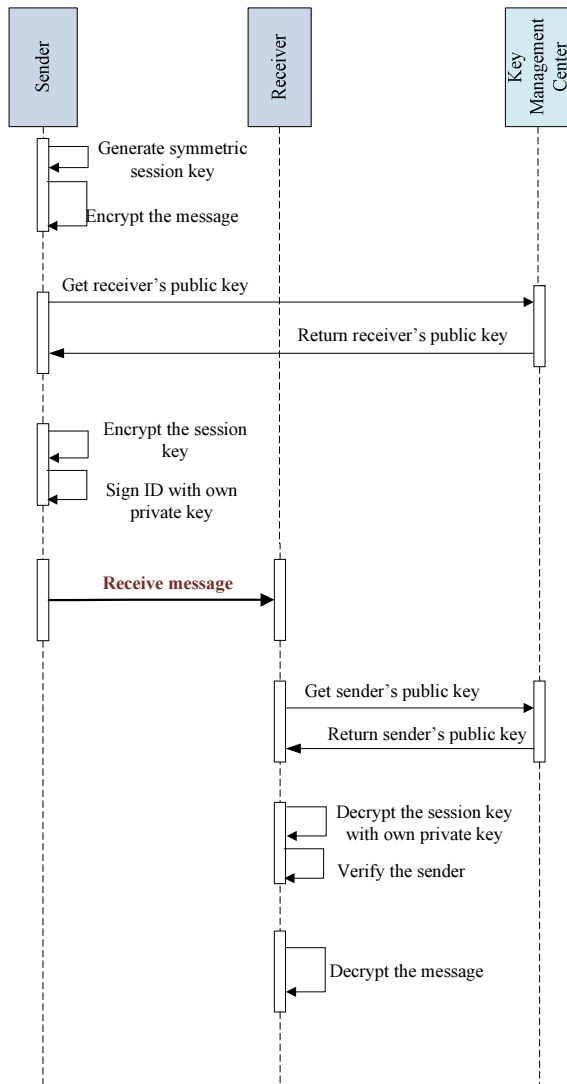 Sender
Receiver
Key
Management
Center
Generate symmetric
session key
Encrypt the message
Get receiver’s public key
Return receiver’s public key
Encrypt the session
key
Sign ID with own
private key
Receive message
Get sender’s public key
Return sender’s public key
Decrypt the session key
with own private key
Verify the sender
Decrypt the message